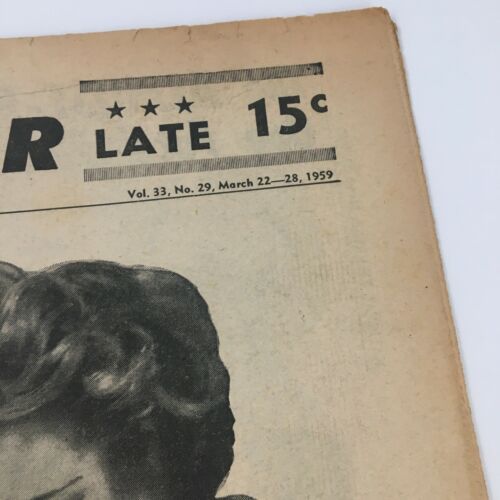 R ★★★ LATE 15c
Vol. 33, No. 29, March 22—28, 1959